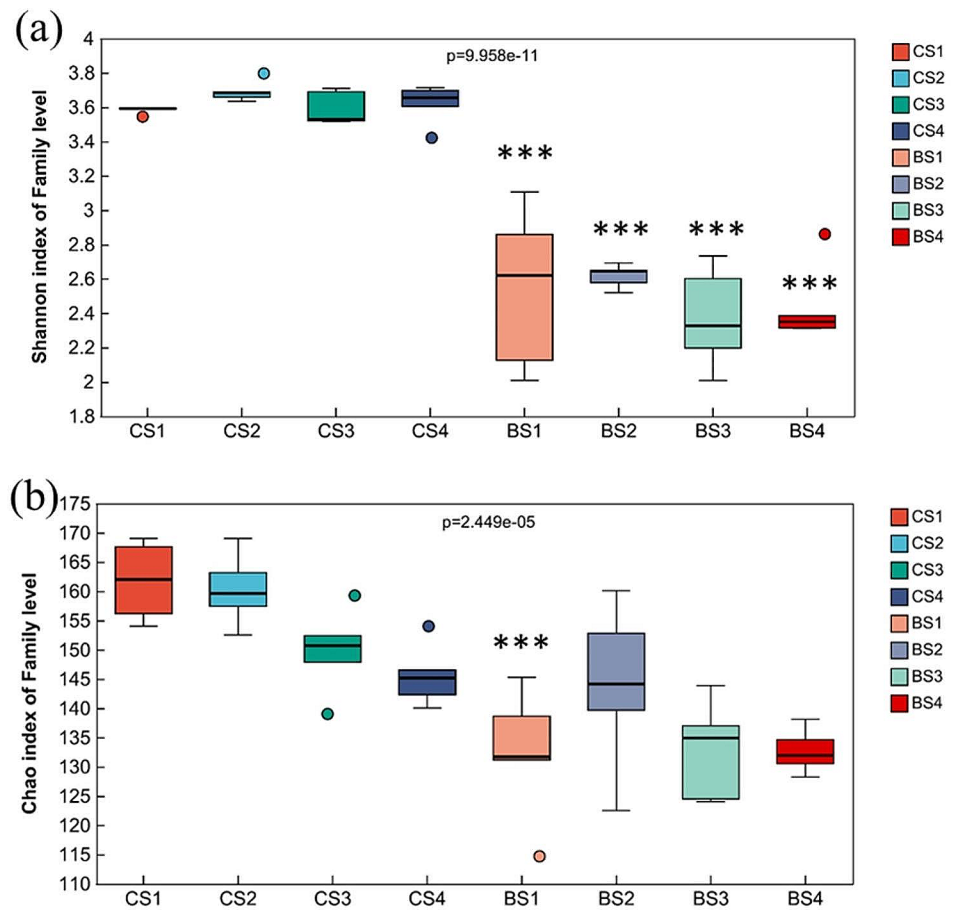 (a)
p=9.958e-11
Shannon index of Family level
4
3.8
3.6
3.4
3.2
3
2.8
2.6
2.4
2.2
2
1.8
***
***
***
***
CS1 CS2 CS3 CS4 BS1 BS2 BS3 BS4
CS1
CS2
CS3
CS4
BS1
BS2
BS3
BS4
(b)
p=2.449e-05
Chao index of Family level
175
170
165
160
155
150
145
140
135
130
125
120
115
110
***
CS1 CS2 CS3 CS4 BS1 BS2 BS3 BS4
CS1
CS2
CS3
CS4
BS1
BS2
BS3
BS4